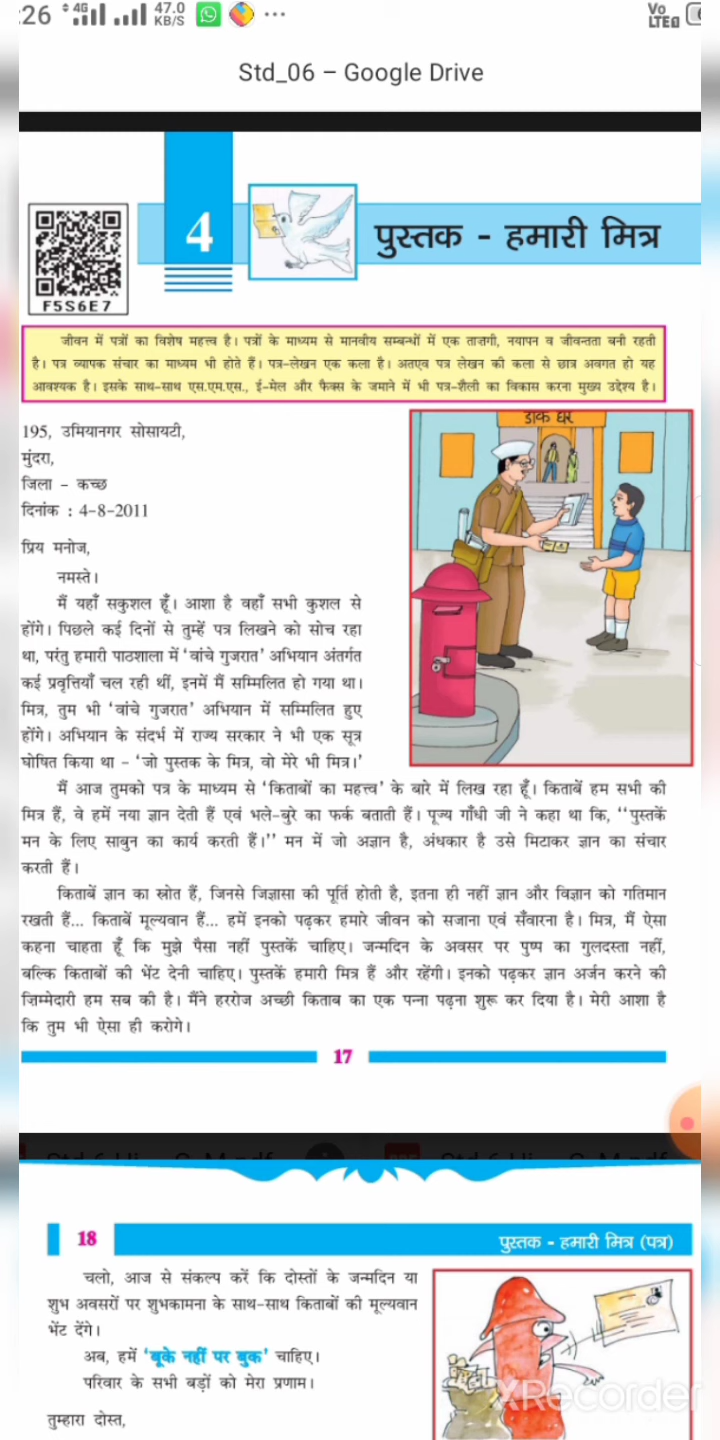 :26 4G 47.0 KB/S ... Vo LTE
Std_06 – Google Drive
4
पुस्तक - हमारी मित्र
F5S6E7
जीवन में पत्रों का विशेष महत्त्व है। पत्रों के माध्यम से मानवीय सम्बन्धों में एक ताज़गी, नयापन व जीवन्तता बनी रहती
है। पत्र व्यापक संचार का माध्यम भी होते हैं। पत्र-लेखन एक कला है। अतएव पत्र लेखन की कला से छात्र अवगत हो यह
आवश्यक है। इसके साथ-साथ एस.एम.एस., ई-मेल और फैक्स के जमाने में भी पत्र-शैली का विकास करना मुख्य उद्देश्य है।
डाक घर
195, उमियानगर सोसायटी,
मुंदरा,
जिला - कच्छ
दिनांक : 4-8-2011
प्रिय मनोज,
नमस्ते।
मैं यहाँ सकुशल हूँ। आशा है वहाँ सभी कुशल से
होंगे। पिछले कई दिनों से तुम्हें पत्र लिखने को सोच रहा
था, परंतु हमारी पाठशाला में ‘वांचे गुजरात’ अभियान अंतर्गत
कई प्रवृत्तियाँ चल रही थीं, इनमें मैं सम्मिलित हो गया था।
मित्र, तुम भी ‘वांचे गुजरात’ अभियान में सम्मिलित हुए
होंगे। अभियान के संदर्भ में राज्य सरकार ने भी एक सूत्र
घोषित किया था - ‘जो पुस्तक के मित्र, वो मेरे भी मित्र।’
मैं आज तुमको पत्र के माध्यम से ‘किताबों का महत्त्व’ के बारे में लिख रहा हूँ। किताबें हम सभी की
मित्र हैं, वे हमें नया ज्ञान देती हैं एवं भले-बुरे का फर्क बताती हैं। पूज्य गाँधी जी ने कहा था कि, ‘‘पुस्तकें
मन के लिए साबुन का कार्य करती हैं।’’ मन में जो अज्ञान है, अंधकार है उसे मिटाकर ज्ञान का संचार
करती हैं।
किताबें ज्ञान का स्रोत हैं, जिनसे जिज्ञासा की पूर्ति होती है, इतना ही नहीं ज्ञान और विज्ञान को गतिमान
रखती हैं... किताबें मूल्यवान हैं... हमें इनको पढ़कर हमारे जीवन को सजाना एवं सँवारना है। मित्र, मैं ऐसा
कहना चाहता हूँ कि मुझे पैसा नहीं पुस्तकें चाहिए। जन्मदिन के अवसर पर पुष्प का गुलदस्ता नहीं,
बल्कि किताबों की भेंट देनी चाहिए। पुस्तकें हमारी मित्र हैं और रहेंगी। इनको पढ़कर ज्ञान अर्जन करने की
ज़िम्मेदारी हम सब की है। मैंने हररोज अच्छी किताब का एक पन्ना पढ़ना शुरू कर दिया है। मेरी आशा है
कि तुम भी ऐसा ही करोगे।
17
18
पुस्तक - हमारी मित्र (पत्र)
चलो, आज से संकल्प करें कि दोस्तों के जन्मदिन या
शुभ अवसरों पर शुभकामना के साथ-साथ किताबों की मूल्यवान
भेंट देंगे।
अब, हमें ‘बूके नहीं पर बुक’ चाहिए।
परिवार के सभी बड़ों को मेरा प्रणाम।
तुम्हारा दोस्त,
XRecorder